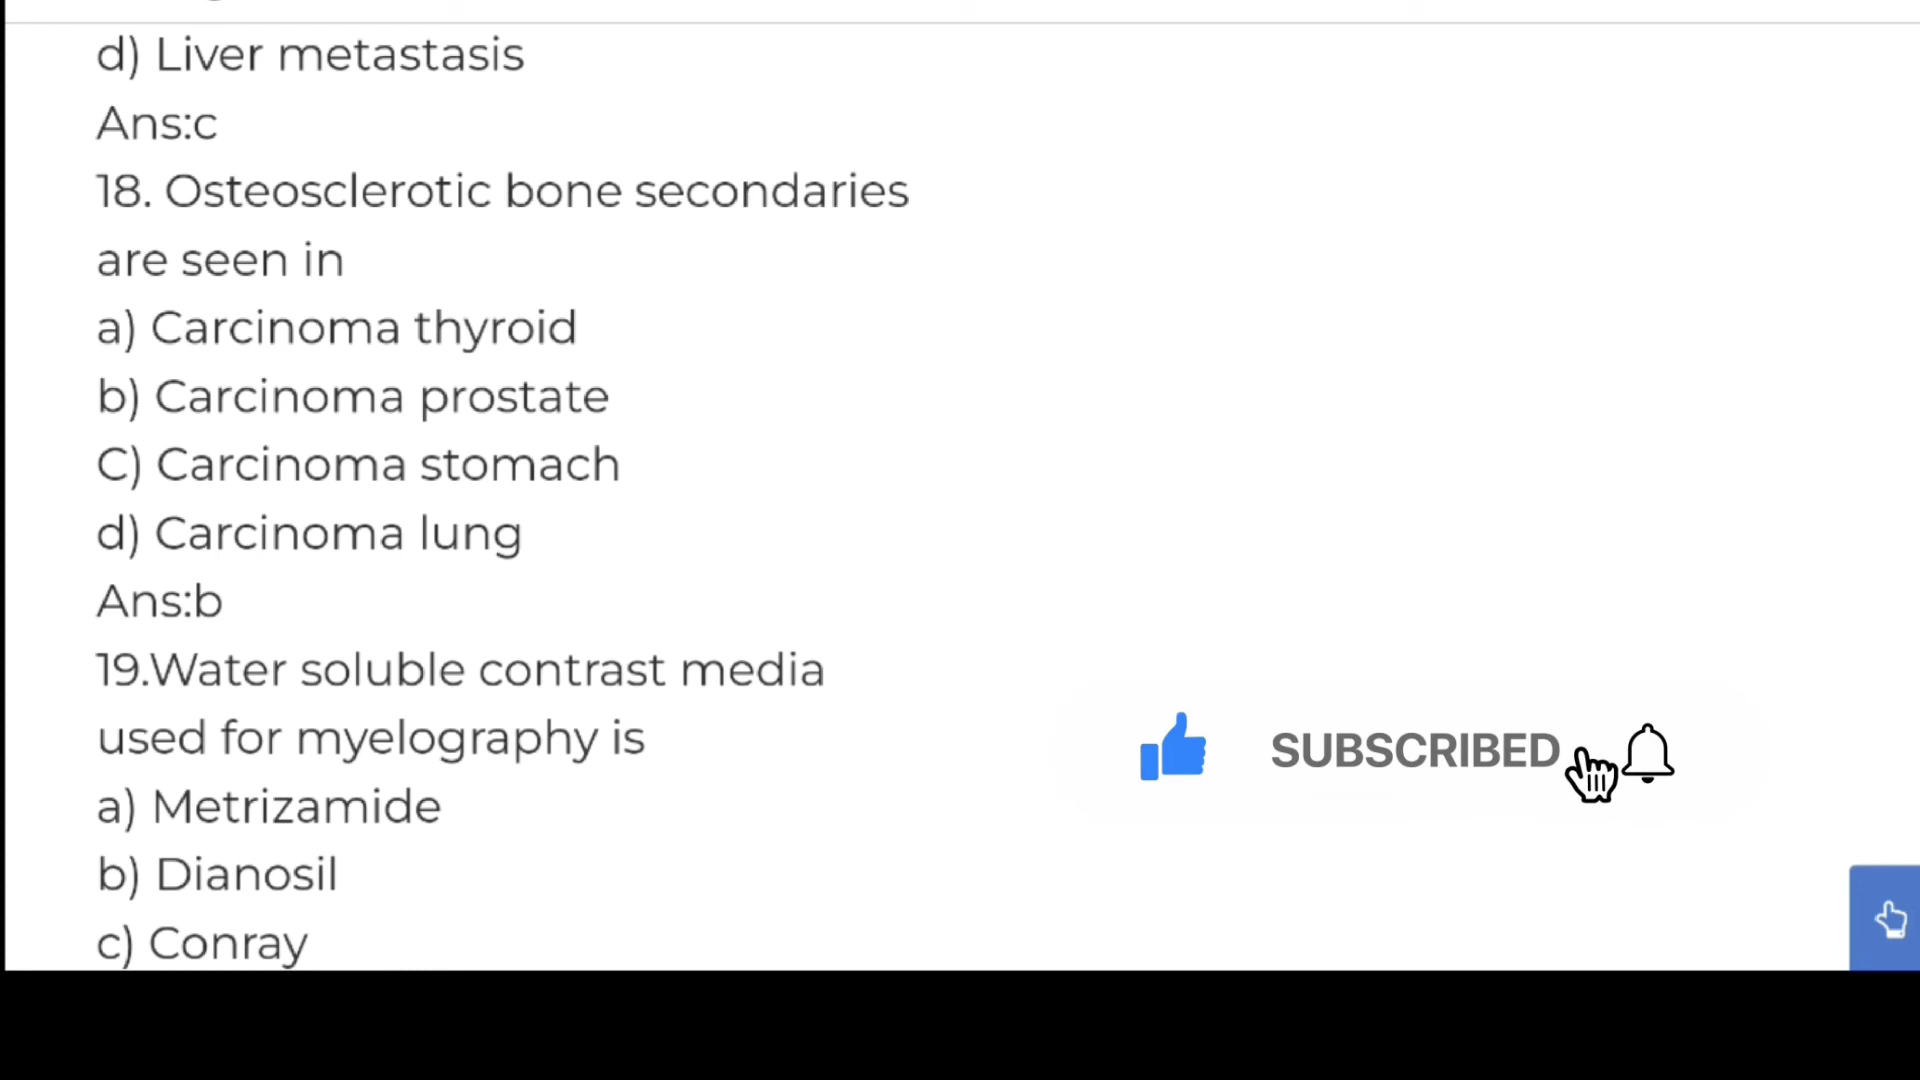 d) Liver metastasis
Ans:c
18. Osteosclerotic bone secondaries
are seen in
a) Carcinoma thyroid
b) Carcinoma prostate
C) Carcinoma stomach
d) Carcinoma lung
Ans:b
19.Water soluble contrast media
used for myelography is
a) Metrizamide
b) Dianosil
c) Conray
SUBSCRIBED